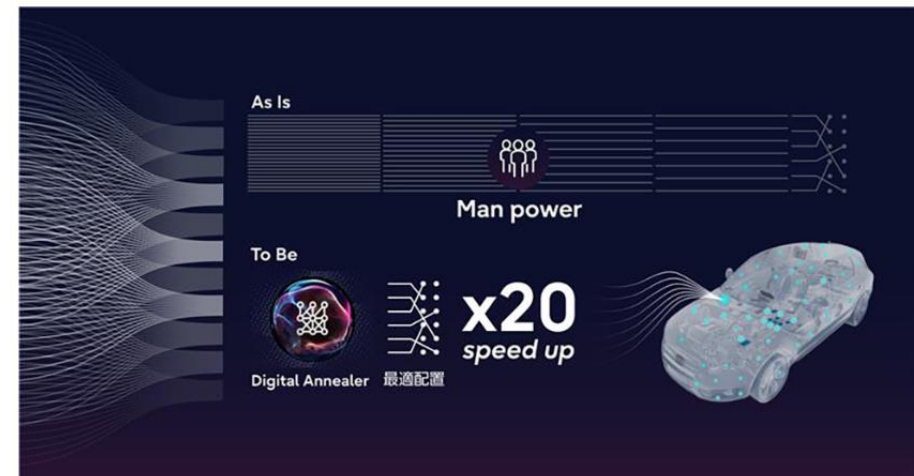 As Is
Man power
To Be
x20
speed up
Digital Annealer
最適配置